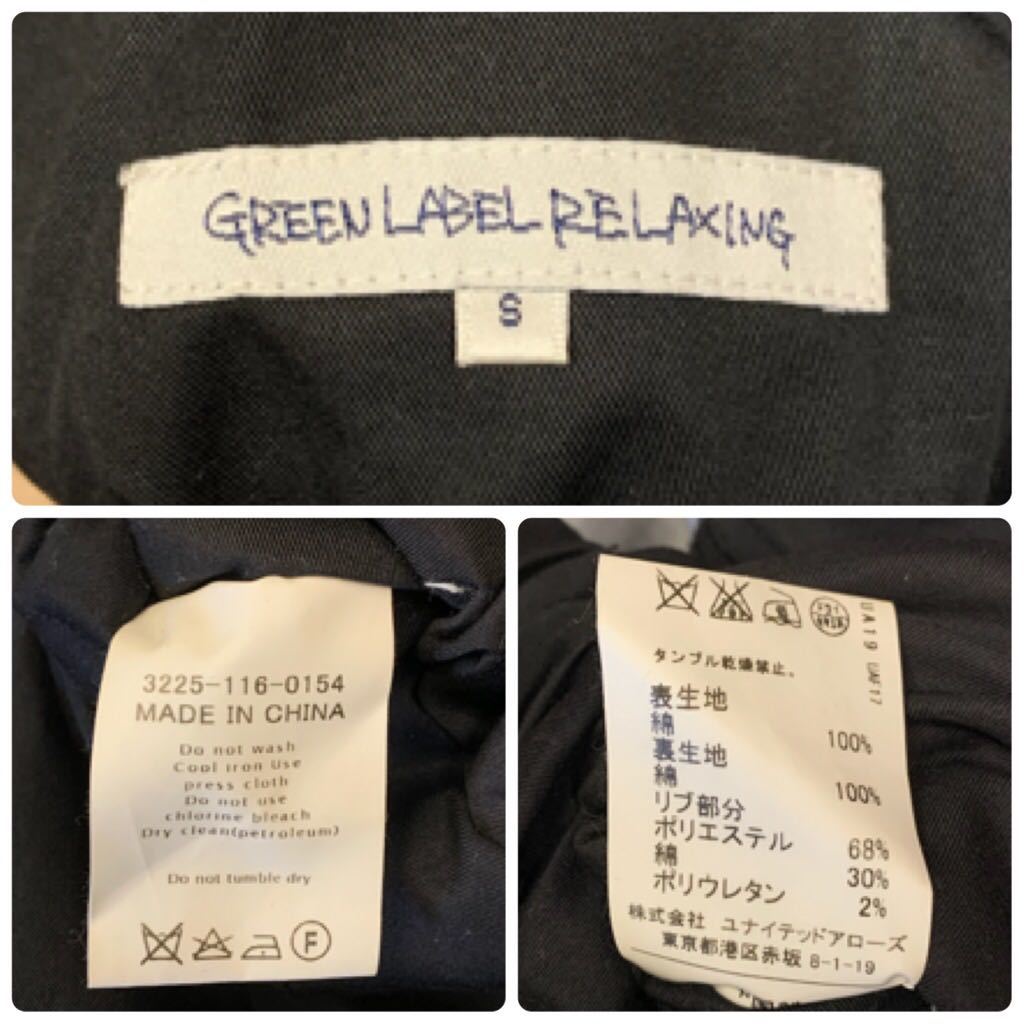 GREEN LABEL RELAXING
S
3225-116-0154
MADE IN CHINA
Do not wash
Cool iron use
press cloth
Do not use
chlorine bleach
Dry clean(petroleum)
Do not tumble dry
F
UA19
タンブル乾燥禁止。
表生地
綿 100%
裏生地
綿 100%
リブ部分
ポリエステル 68%
綿 30%
ポリウレタン 2%
株式会社 ユナイテッドアローズ
東京都港区赤坂 8-1-19